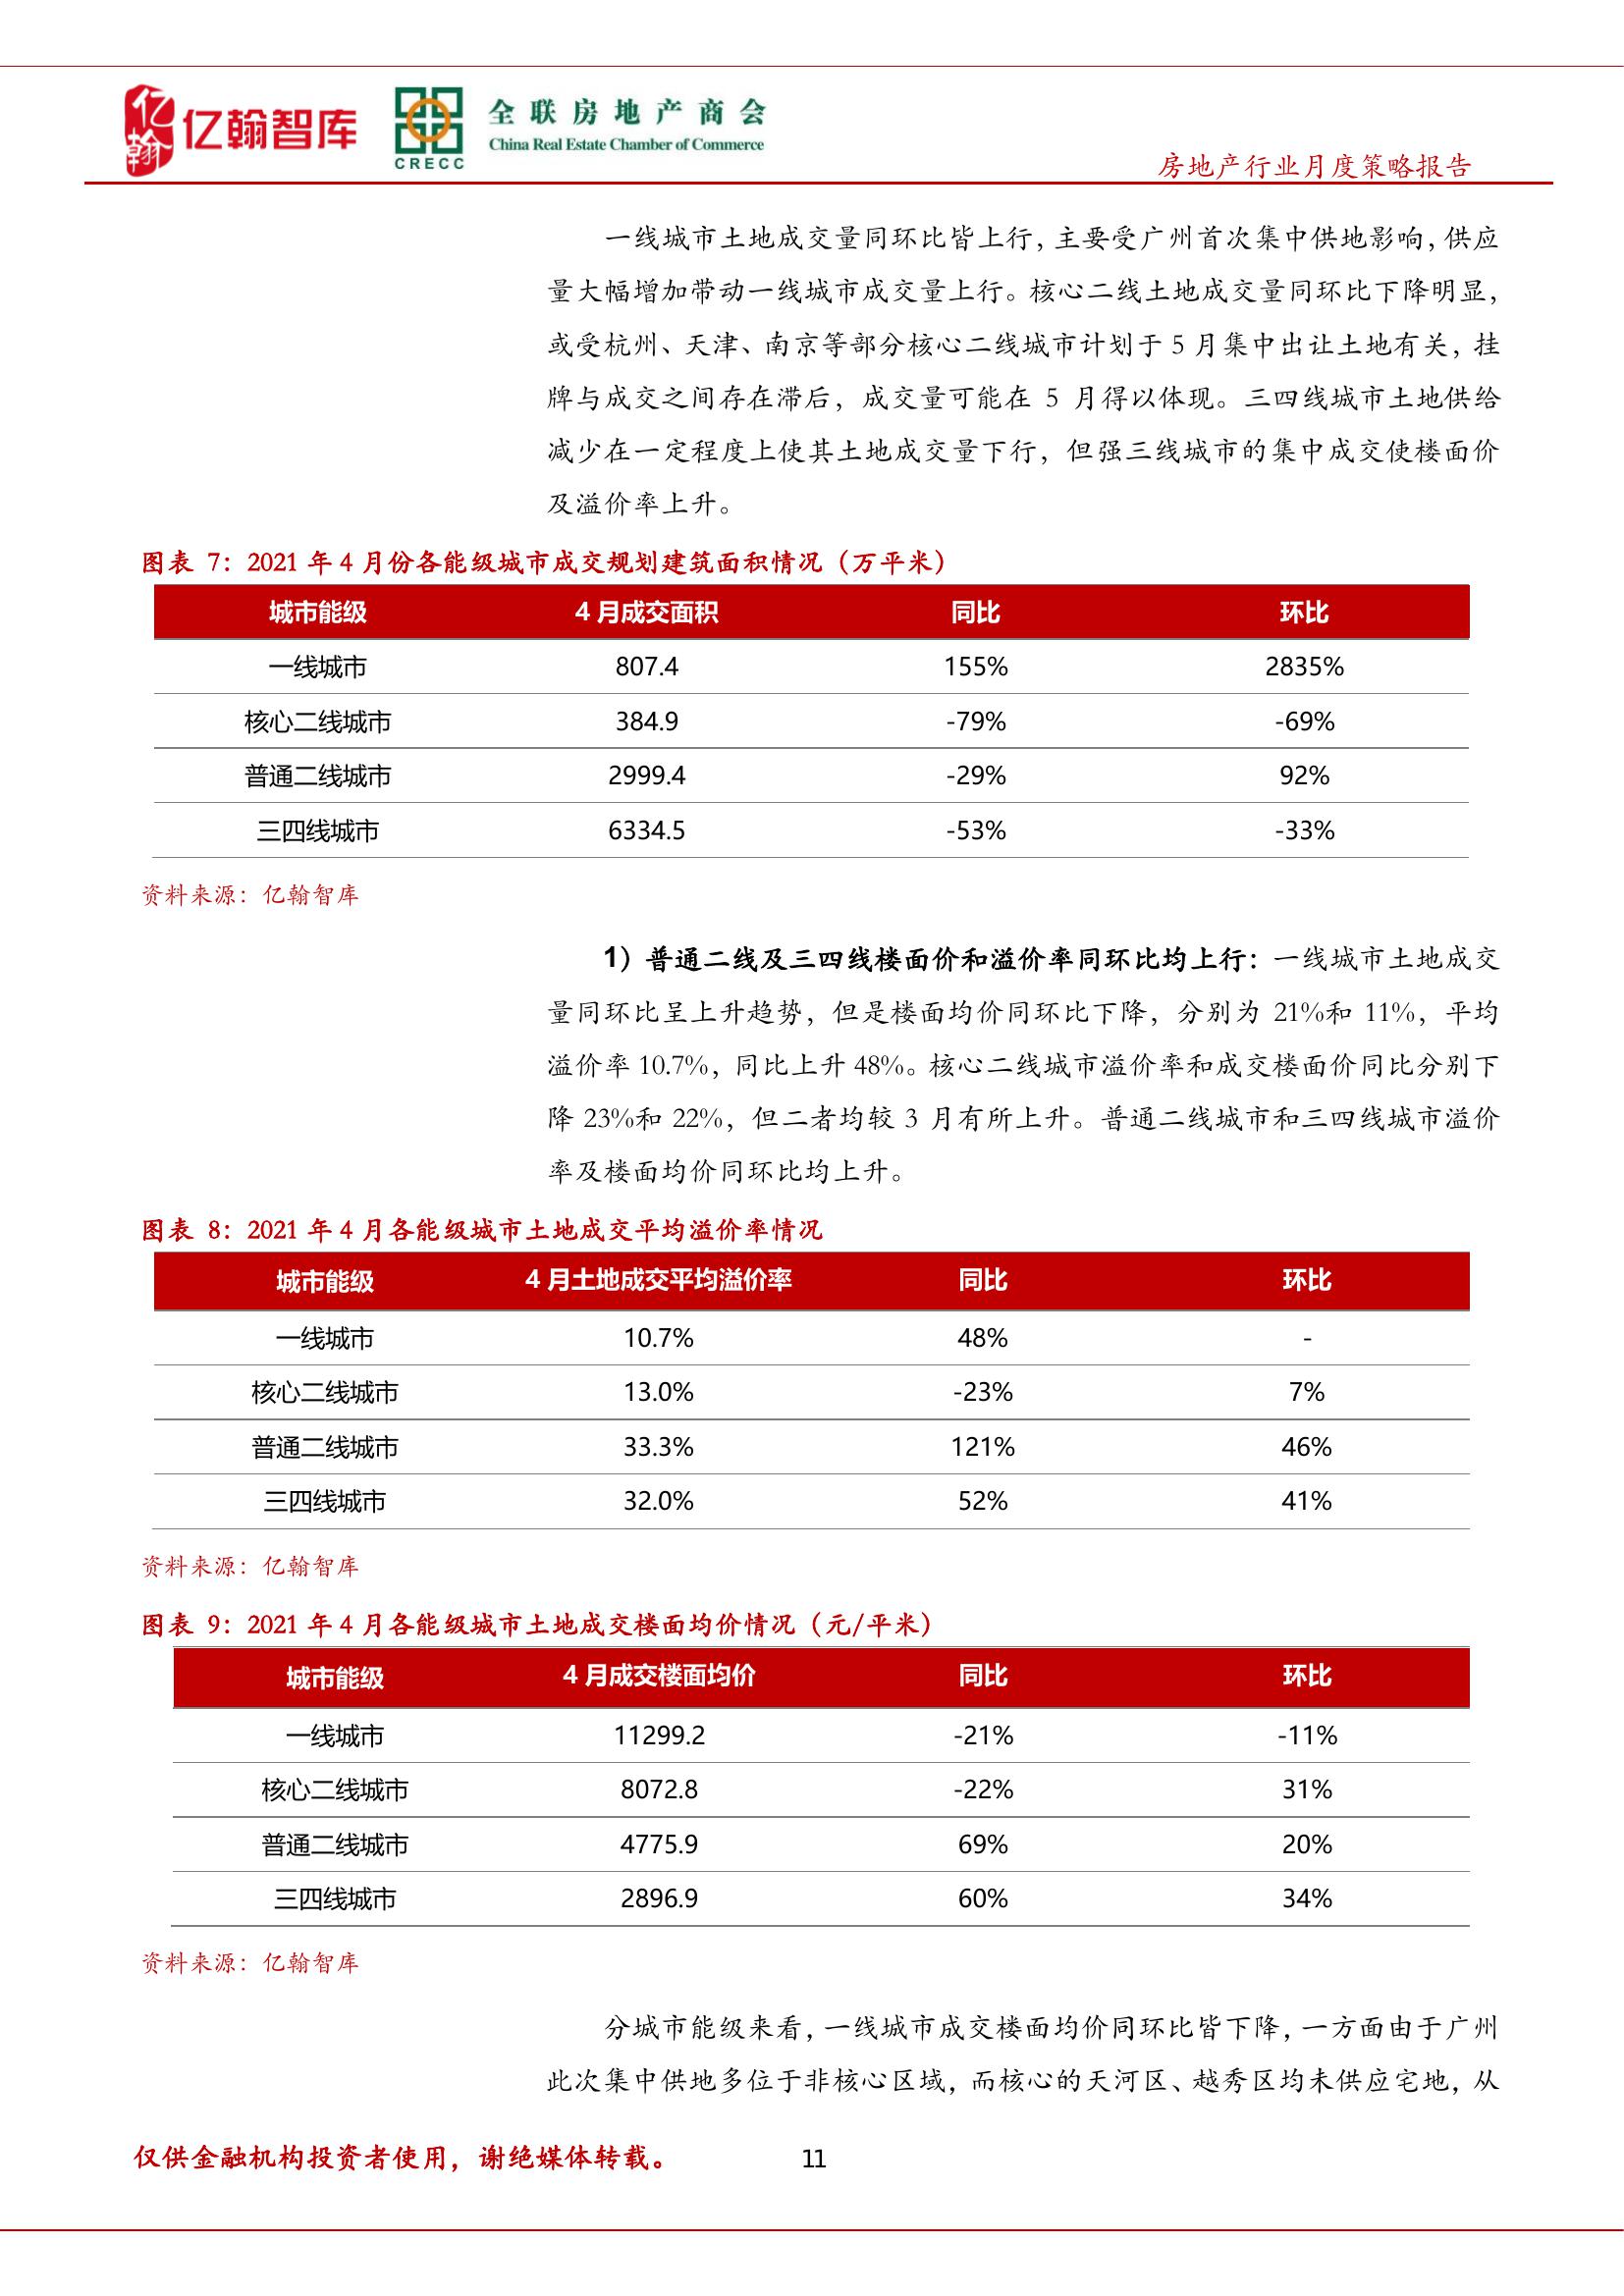 亿翰
亿翰智库
CRECC
全联房地产商会
China Real Estate Chamber of Commerce
房地产行业月度策略报告
一线城市土地成交量同环比皆上行，主要受广州首次集中供地影响，供应
量大幅增加带动一线城市成交量上行。核心二线土地成交量同环比下降明显，
或受杭州、天津、南京等部分核心二线城市计划于 5 月集中出让土地有关，挂
牌与成交之间存在滞后，成交量可能在 5 月得以体现。三四线城市土地供给
减少在一定程度上使其土地成交量下行，但强三线城市的集中成交使楼面价
及溢价率上升。
图表 7：2021 年 4 月份各能级城市成交规划建筑面积情况（万平米）
城市能级 4 月成交面积 同比 环比
一线城市 807.4 155% 2835%
核心二线城市 384.9 -79% -69%
普通二线城市 2999.4 -29% 92%
三四线城市 6334.5 -53% -33%
资料来源：亿翰智库
1）普通二线及三四线楼面价和溢价率同环比均上行：一线城市土地成交
量同环比呈上升趋势，但是楼面均价同环比下降，分别为 21%和 11%，平均
溢价率 10.7%，同比上升 48%。核心二线城市溢价率和成交楼面价同比分别下
降 23%和 22%，但二者均较 3 月有所上升。普通二线城市和三四线城市溢价
率及楼面均价同环比均上升。
图表 8：2021 年 4 月各能级城市土地成交平均溢价率情况
城市能级 4 月土地成交平均溢价率 同比 环比
一线城市 10.7% 48% -
核心二线城市 13.0% -23% 7%
普通二线城市 33.3% 121% 46%
三四线城市 32.0% 52% 41%
资料来源：亿翰智库
图表 9：2021 年 4 月各能级城市土地成交楼面均价情况（元/平米）
城市能级 4 月成交楼面均价 同比 环比
一线城市 11299.2 -21% -11%
核心二线城市 8072.8 -22% 31%
普通二线城市 4775.9 69% 20%
三四线城市 2896.9 60% 34%
资料来源：亿翰智库
分城市能级来看，一线城市成交楼面均价同环比皆下降，一方面由于广州
此次集中供地多位于非核心区域，而核心的天河区、越秀区均未供应宅地，从
仅供金融机构投资者使用，谢绝媒体转载。
11